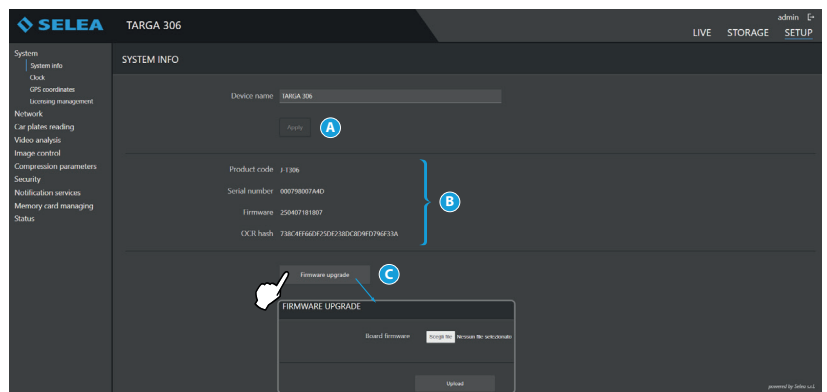 SELEA
TARGA 306
admin
LIVE STORAGE SETUP
System
System info
Clock
GPS coordinates
Licensing management
Network
Car plates reading
Video analysis
Image control
Compression parameters
Security
Notification services
Memory card managing
Status
SYSTEM INFO
Device name TARGA 306
Apply A
Product code J-T306
Serial number 000798007A4D
Firmware 250407181807
OCR hash 738C4FF66DF25DE238DC8D9FD796F33A
B
Firmware upgrade C
FIRMWARE UPGRADE
Board firmware Scegli file Nessun file selezionato
Upload
powered by Selea s.r.l.